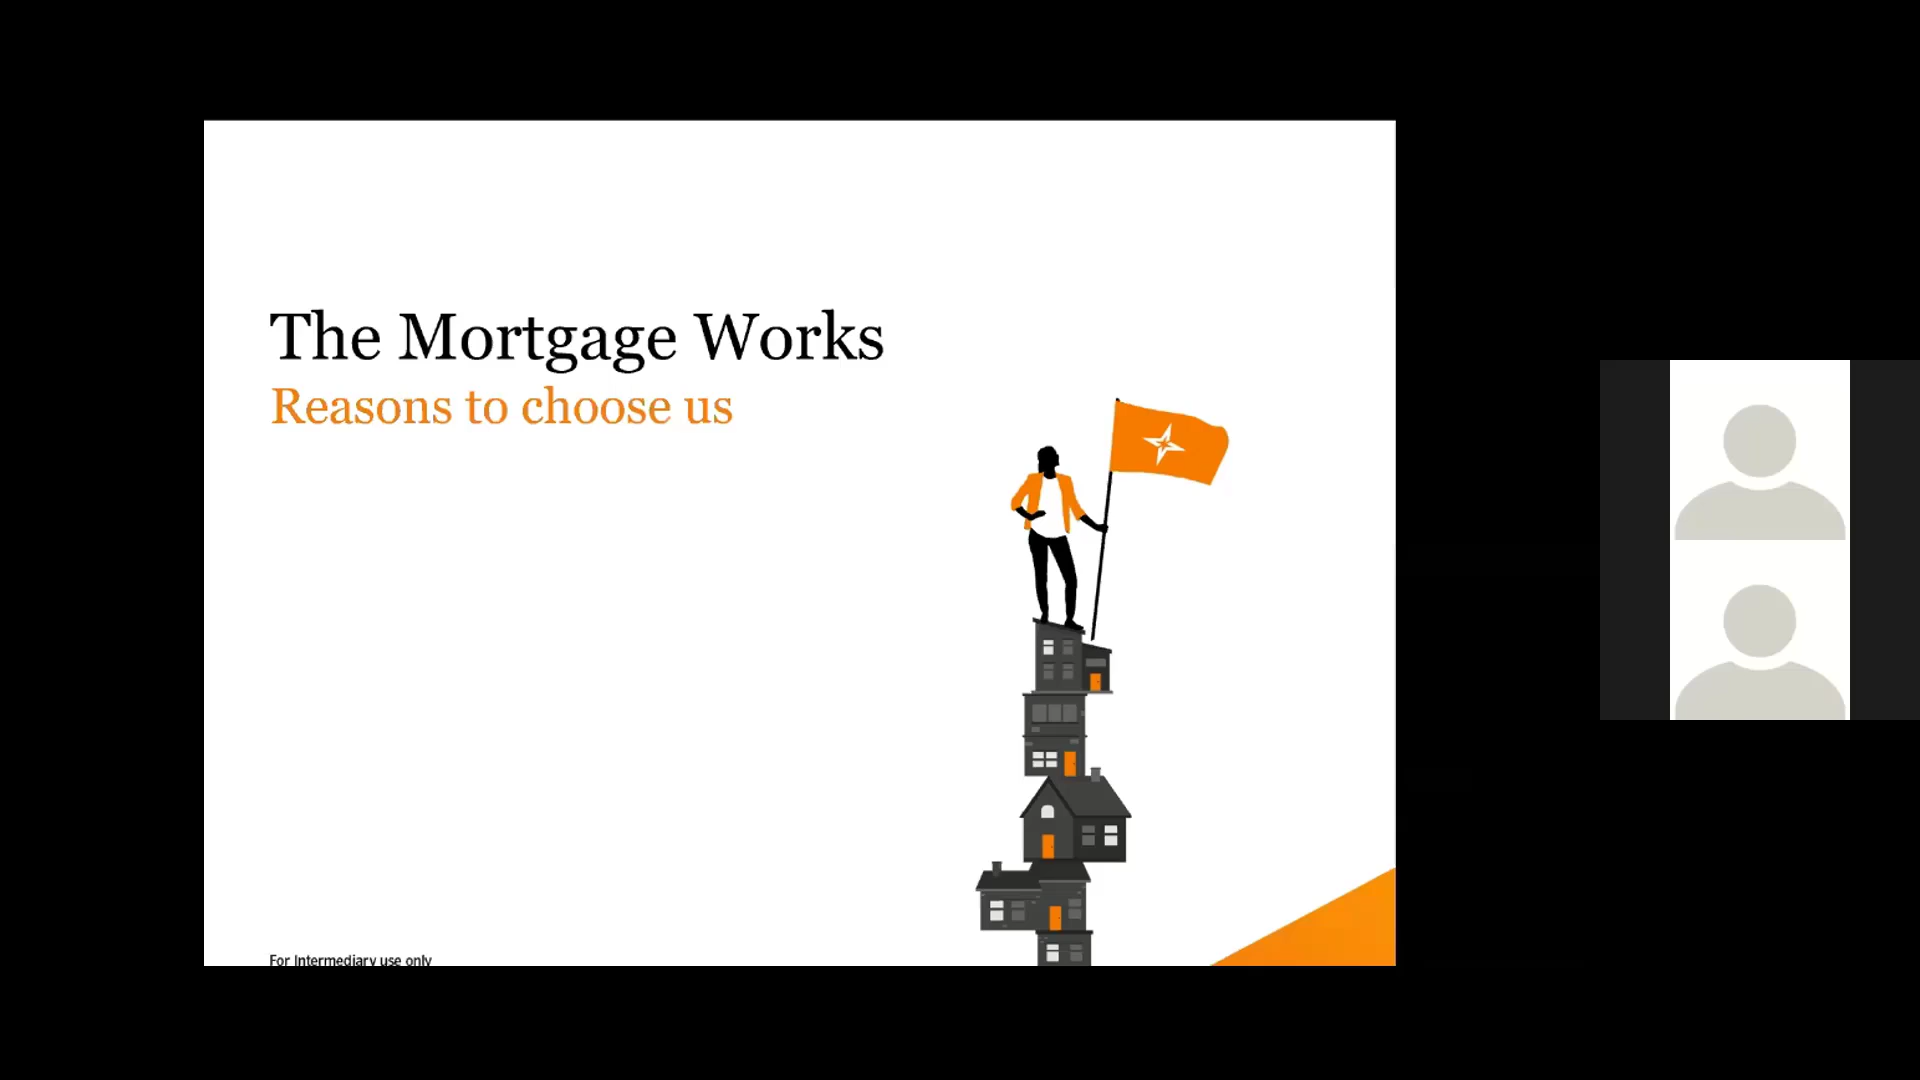 The Mortgage Works
Reasons to choose us
For Intermediary use only